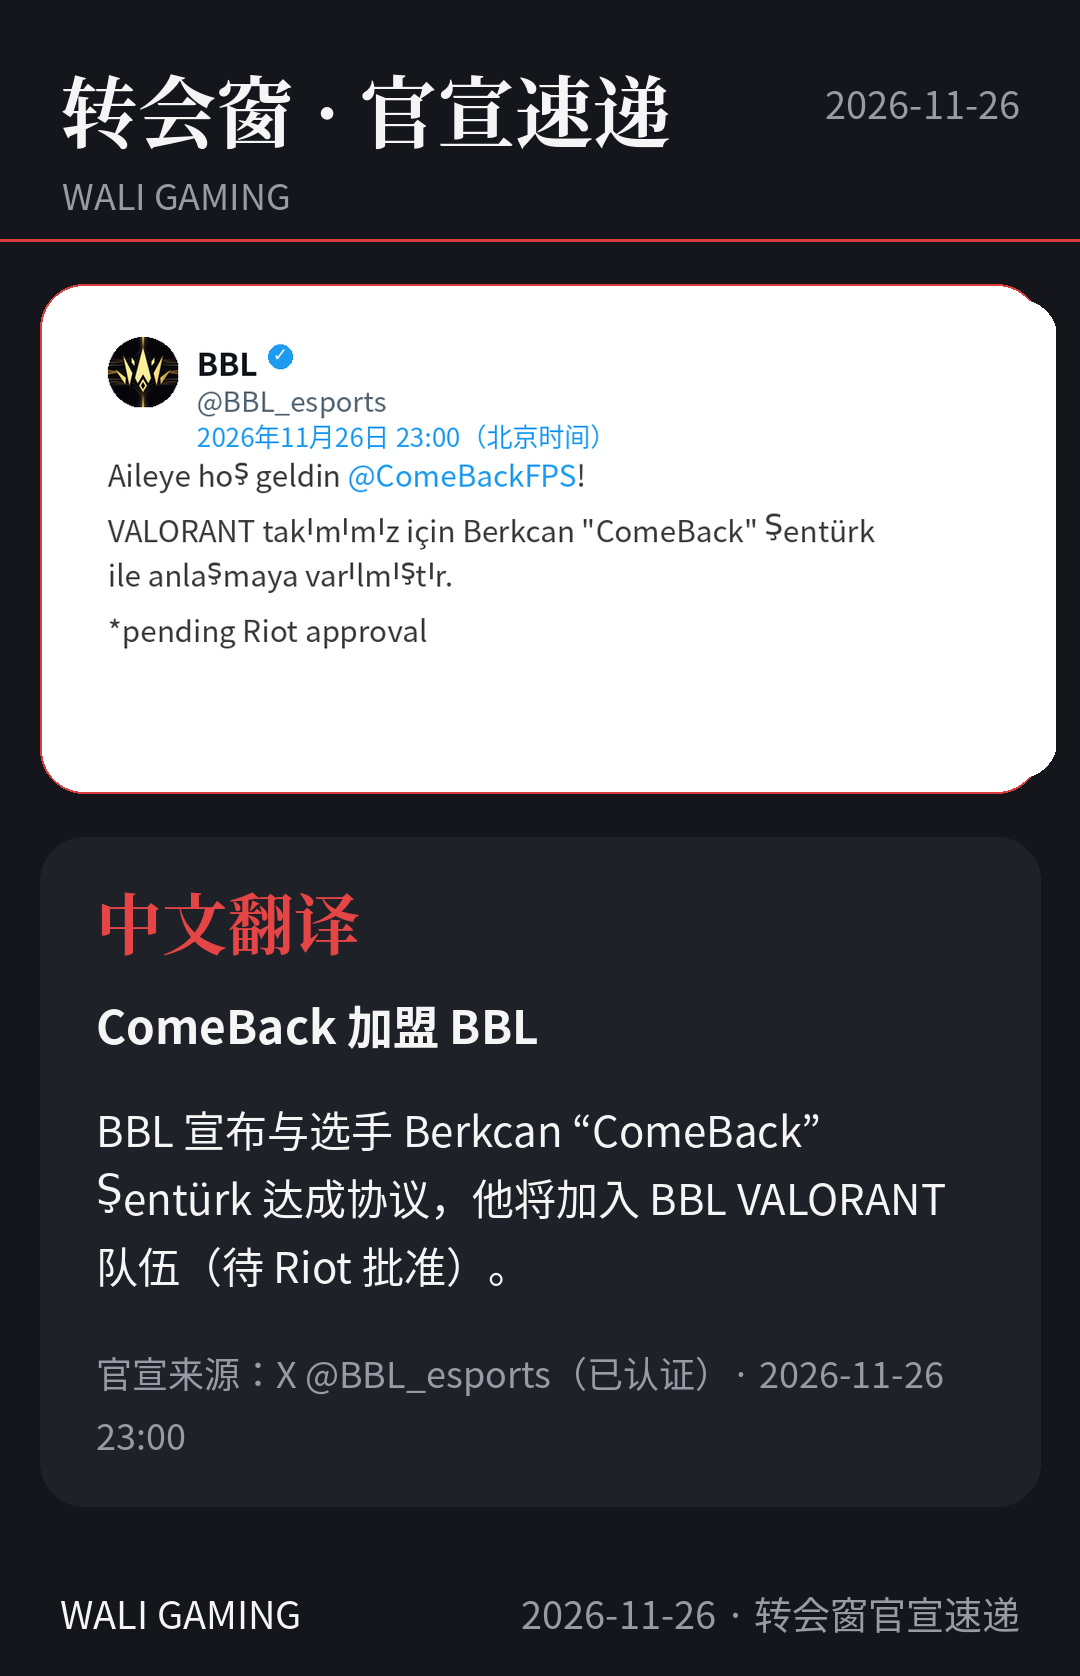 转会窗 · 官宣速递
2026-11-26
WALI GAMING
BBL
@BBL_esports
2026年11月26日 23:00（北京时间）
Aileye hoş geldin @ComeBackFPS!
VALORANT takımımız için Berkcan "ComeBack" Şentürk
ile anlaşmaya varılmıştır.
*pending Riot approval
中文翻译
ComeBack 加盟 BBL
BBL 宣布与选手 Berkcan “ComeBack”
Şentürk 达成协议，他将加入 BBL VALORANT
队伍（待 Riot 批准）。
官宣来源：X @BBL_esports（已认证）· 2026-11-26
23:00
WALI GAMING
2026-11-26 · 转会窗官宣速递